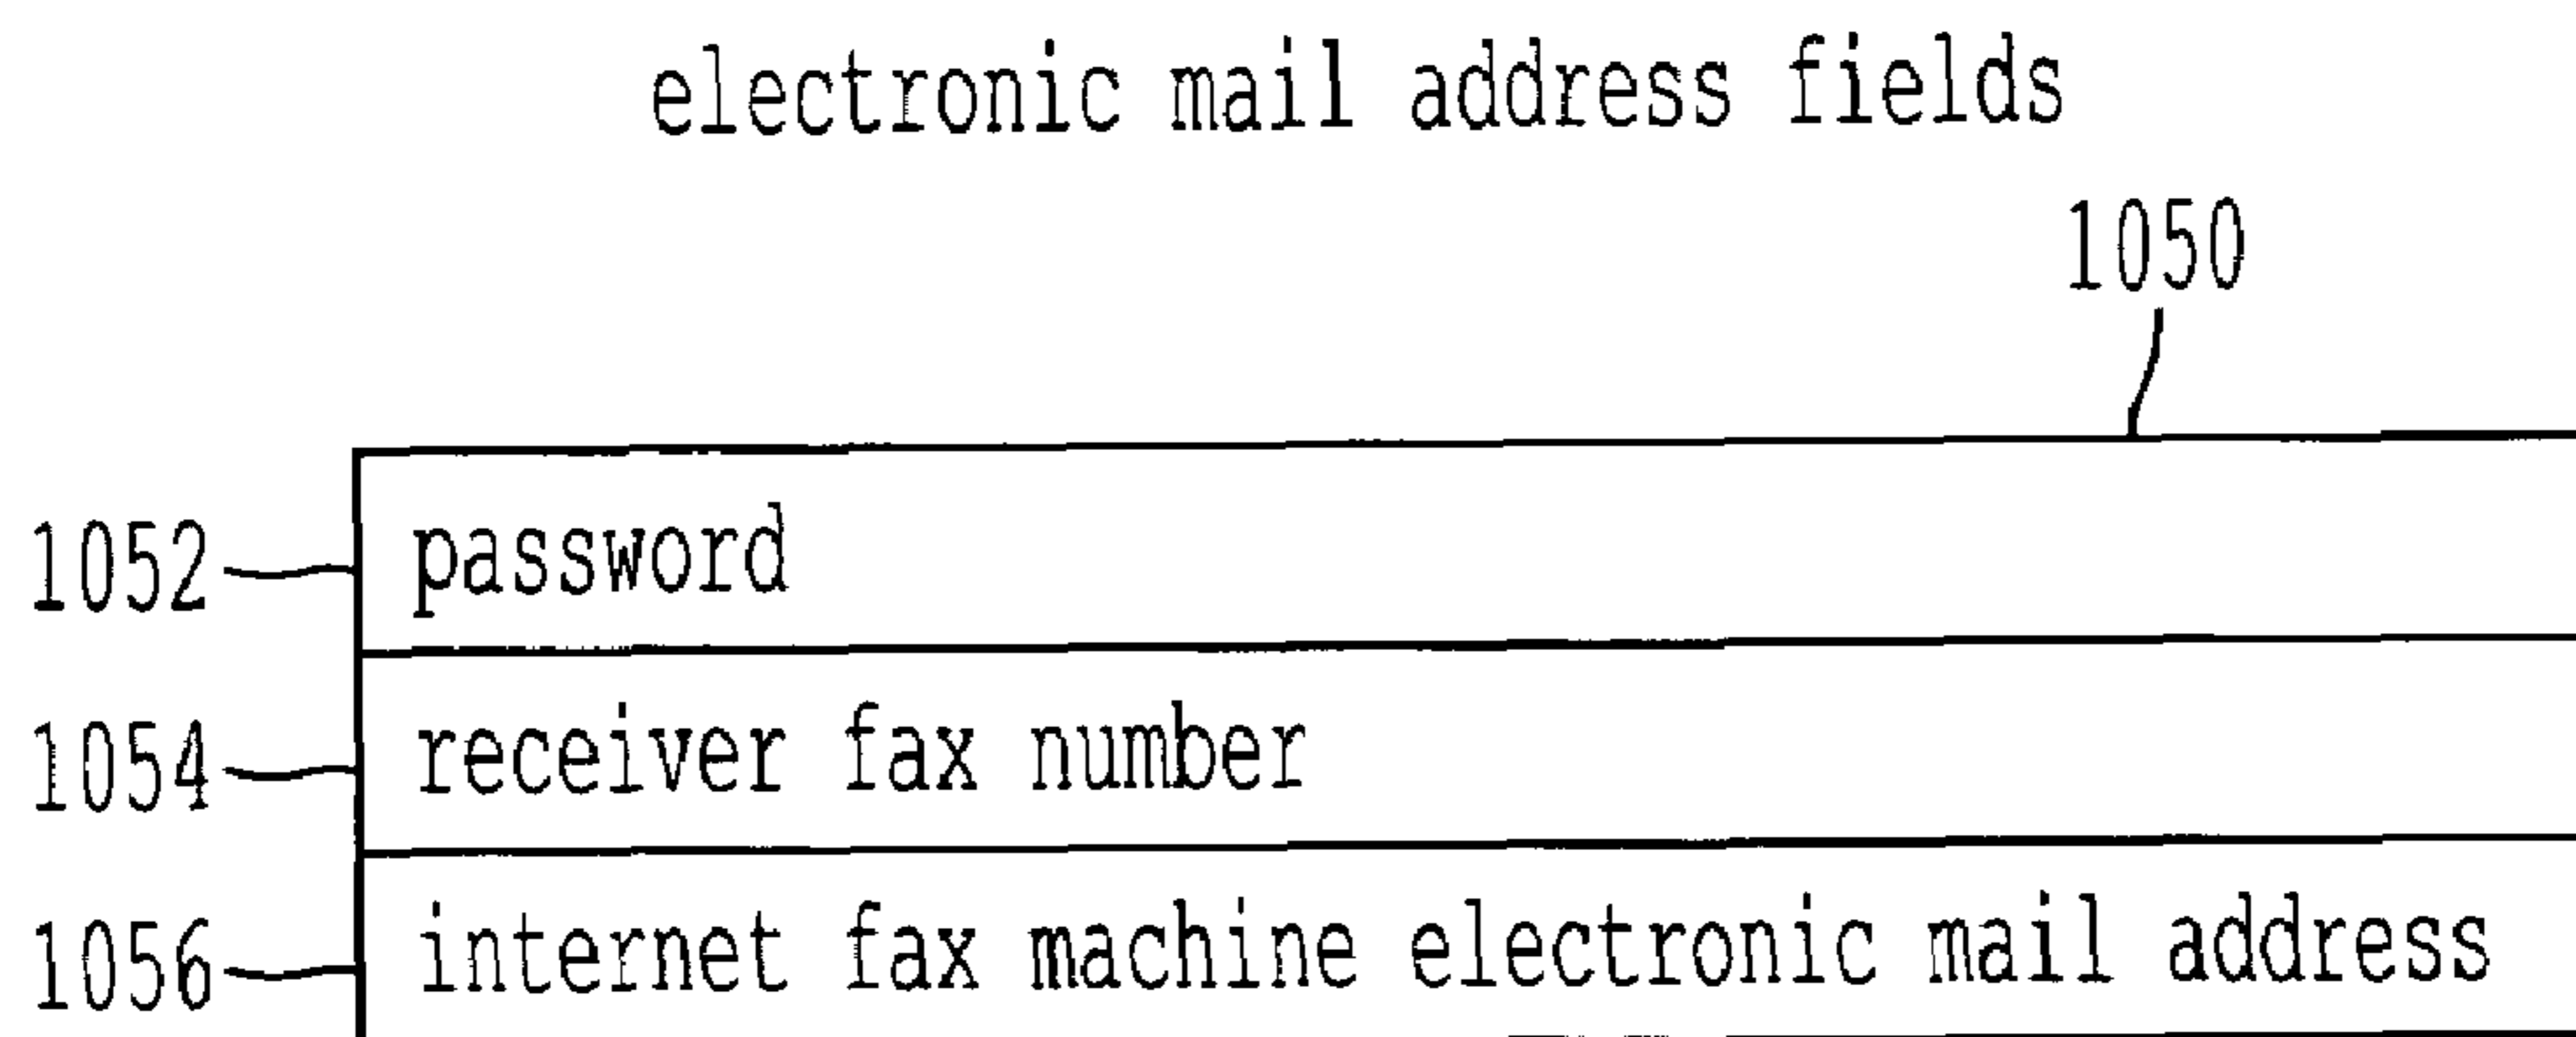 electronic mail address fields
1050
1052 password
1054 receiver fax number
1056 internet fax machine electronic mail address